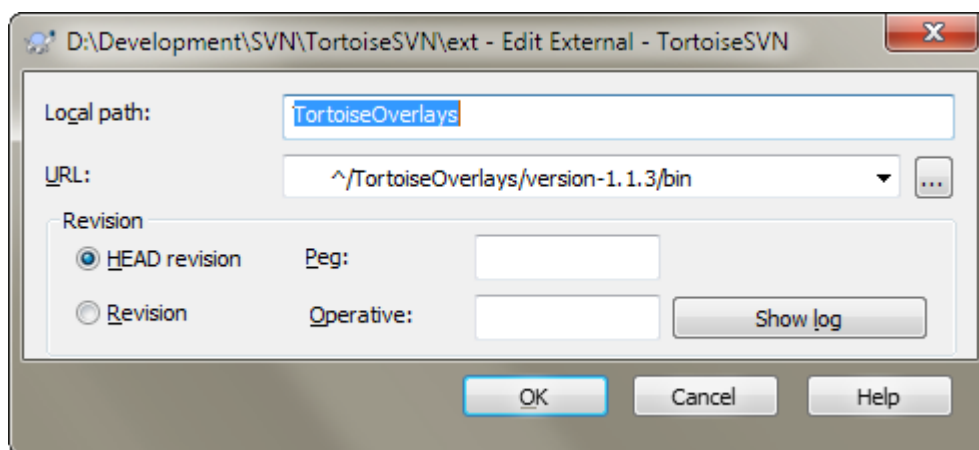 D:\Development\SVN\TortoiseSVN\ext - Edit External - TortoiseSVN
Local path: TortoiseOverlays
URL: ^/TortoiseOverlays/version-1.1.3/bin ...
Revision
HEAD revision Peg:
Revision Operative: Show log
OK Cancel Help